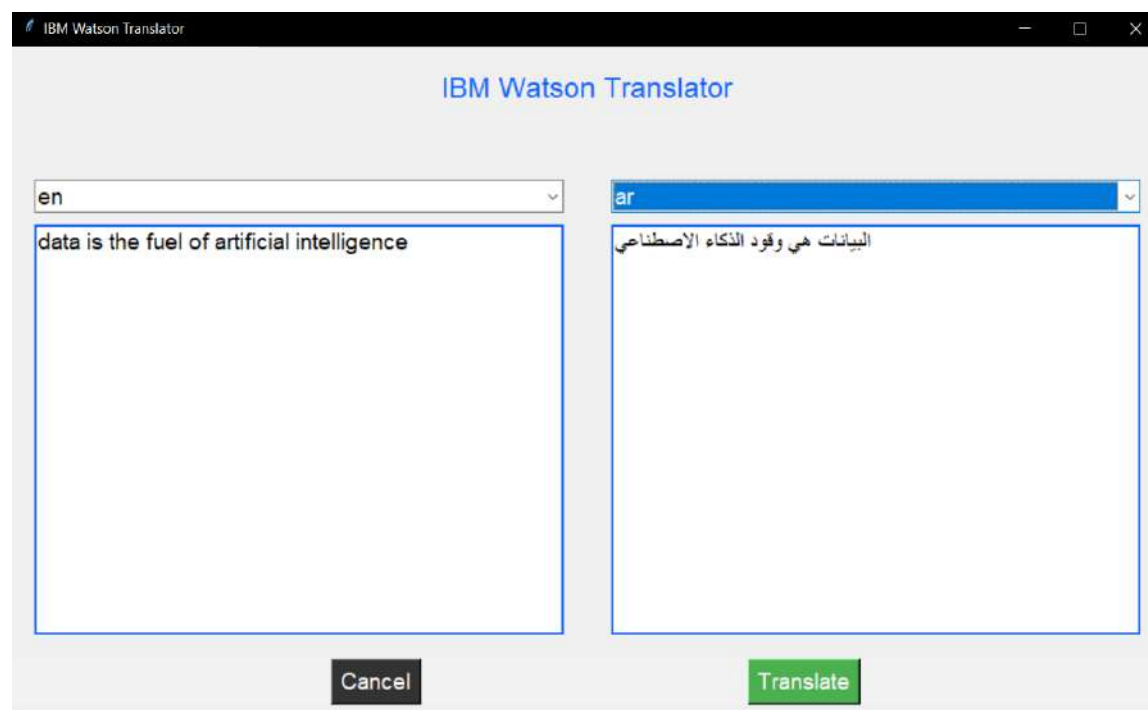 IBM Watson Translator
IBM Watson Translator
en
ar
data is the fuel of artificial intelligence
البيانات هي وقود الذكاء الاصطناعي
Cancel
Translate